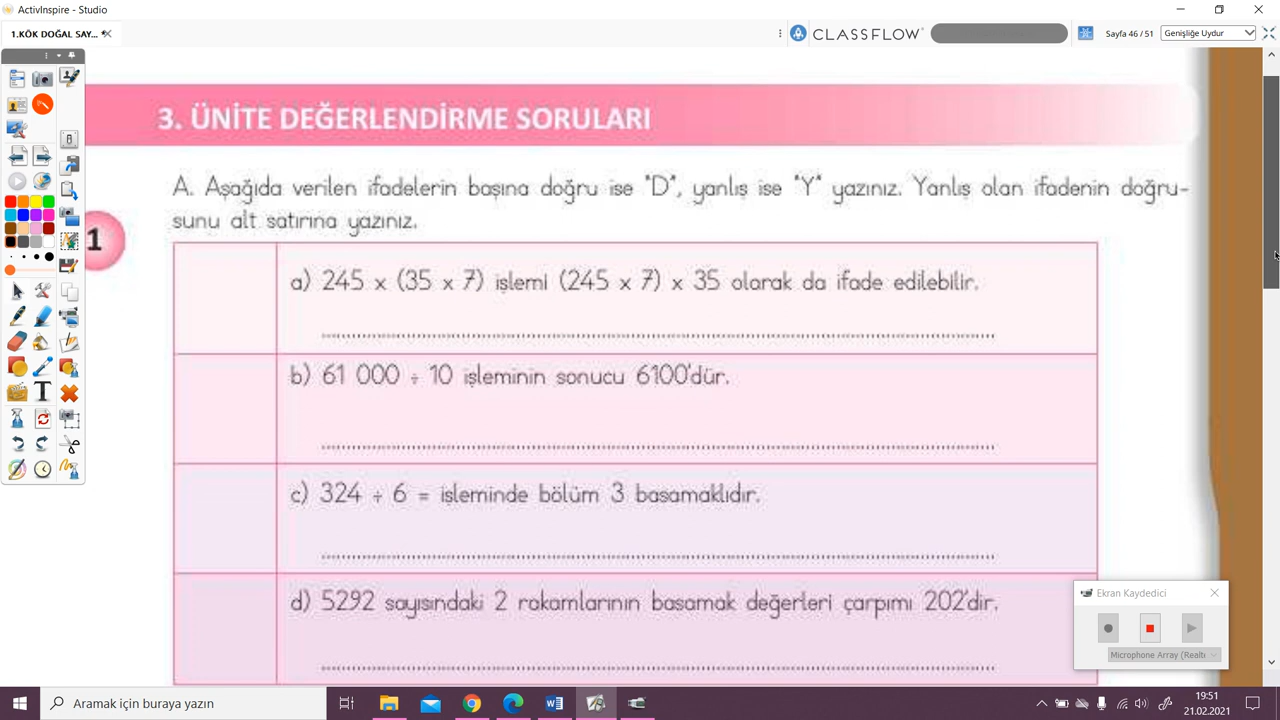 ActivInspire - Studio
1.KÖK DOĞAL SAY... *
CLASSFLOW
Sayfa 46 / 51
Genişliğe Uydur
3. ÜNİTE DEĞERLENDİRME SORULARI
A. Aşağıda verilen ifadelerin başına doğru ise "D", yanlış ise "Y" yazınız. Yanlış olan ifadenin doğru-
sunu alt satırına yazınız.
1
a) 245 x (35 x 7) işlemi (245 x 7) x 35 olarak da ifade edilebilir.
b) 61 000 ÷ 10 işleminin sonucu 6100'dür.
c) 324 ÷ 6 = işleminde bölüm 3 basamaklıdır.
d) 5292 sayısındaki 2 rakamlarının basamak değerleri çarpımı 202'dir.
Ekran Kaydedici
Microphone Array (Realte
Aramak için buraya yazın
19:51
21.02.2021